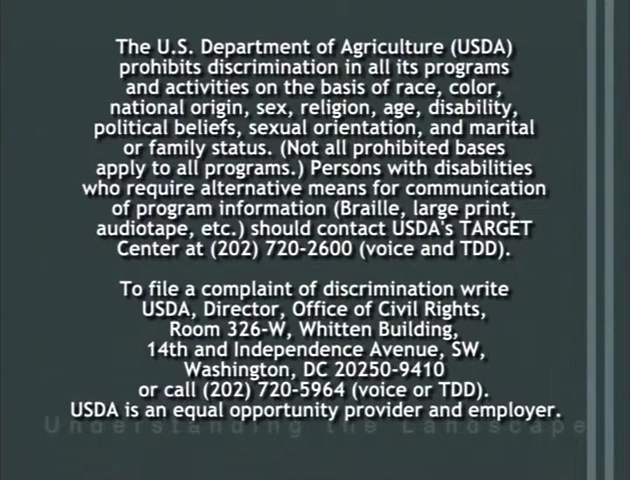 The U.S. Department of Agriculture (USDA)
prohibits discrimination in all its programs
and activities on the basis of race, color,
national origin, sex, religion, age, disability,
political beliefs, sexual orientation, and marital
or family status. (Not all prohibited bases
apply to all programs.) Persons with disabilities
who require alternative means for communication
of program information (Braille, large print,
audiotape, etc.) should contact USDA's TARGET
Center at (202) 720-2600 (voice and TDD).
To file a complaint of discrimination write
USDA, Director, Office of Civil Rights,
Room 326-W, Whitten Building,
14th and Independence Avenue, SW,
Washington, DC 20250-9410
or call (202) 720-5964 (voice or TDD).
USDA is an equal opportunity provider and employer.
Understanding the Landscape